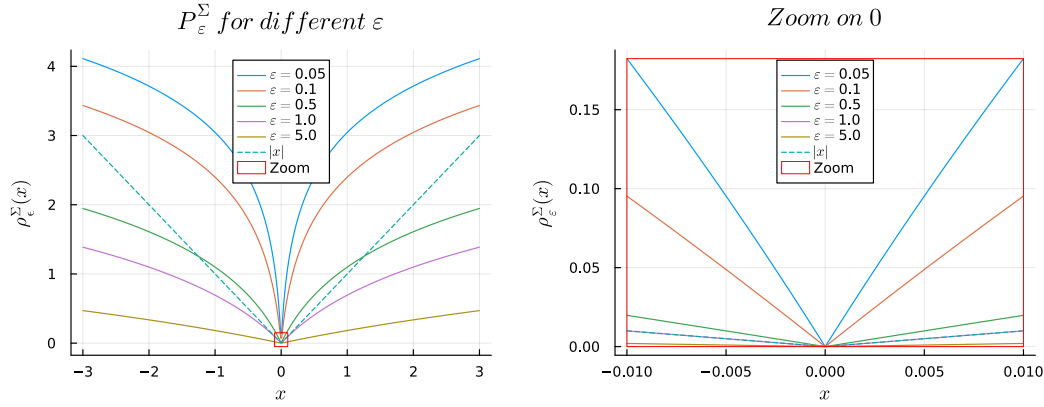 P_ε^Σ for different ε
ρ_ϵ^Σ(x)
4
3
2
1
0
−3
−2
−1
0
1
2
3
x
ε = 0.05
ε = 0.1
ε = 0.5
ε = 1.0
ε = 5.0
|x|
Zoom
Zoom on 0
ρ_ε^Σ(x)
0.15
0.10
0.05
0.00
−0.010
−0.005
0.000
0.005
0.010
x
ε = 0.05
ε = 0.1
ε = 0.5
ε = 1.0
ε = 5.0
|x|
Zoom